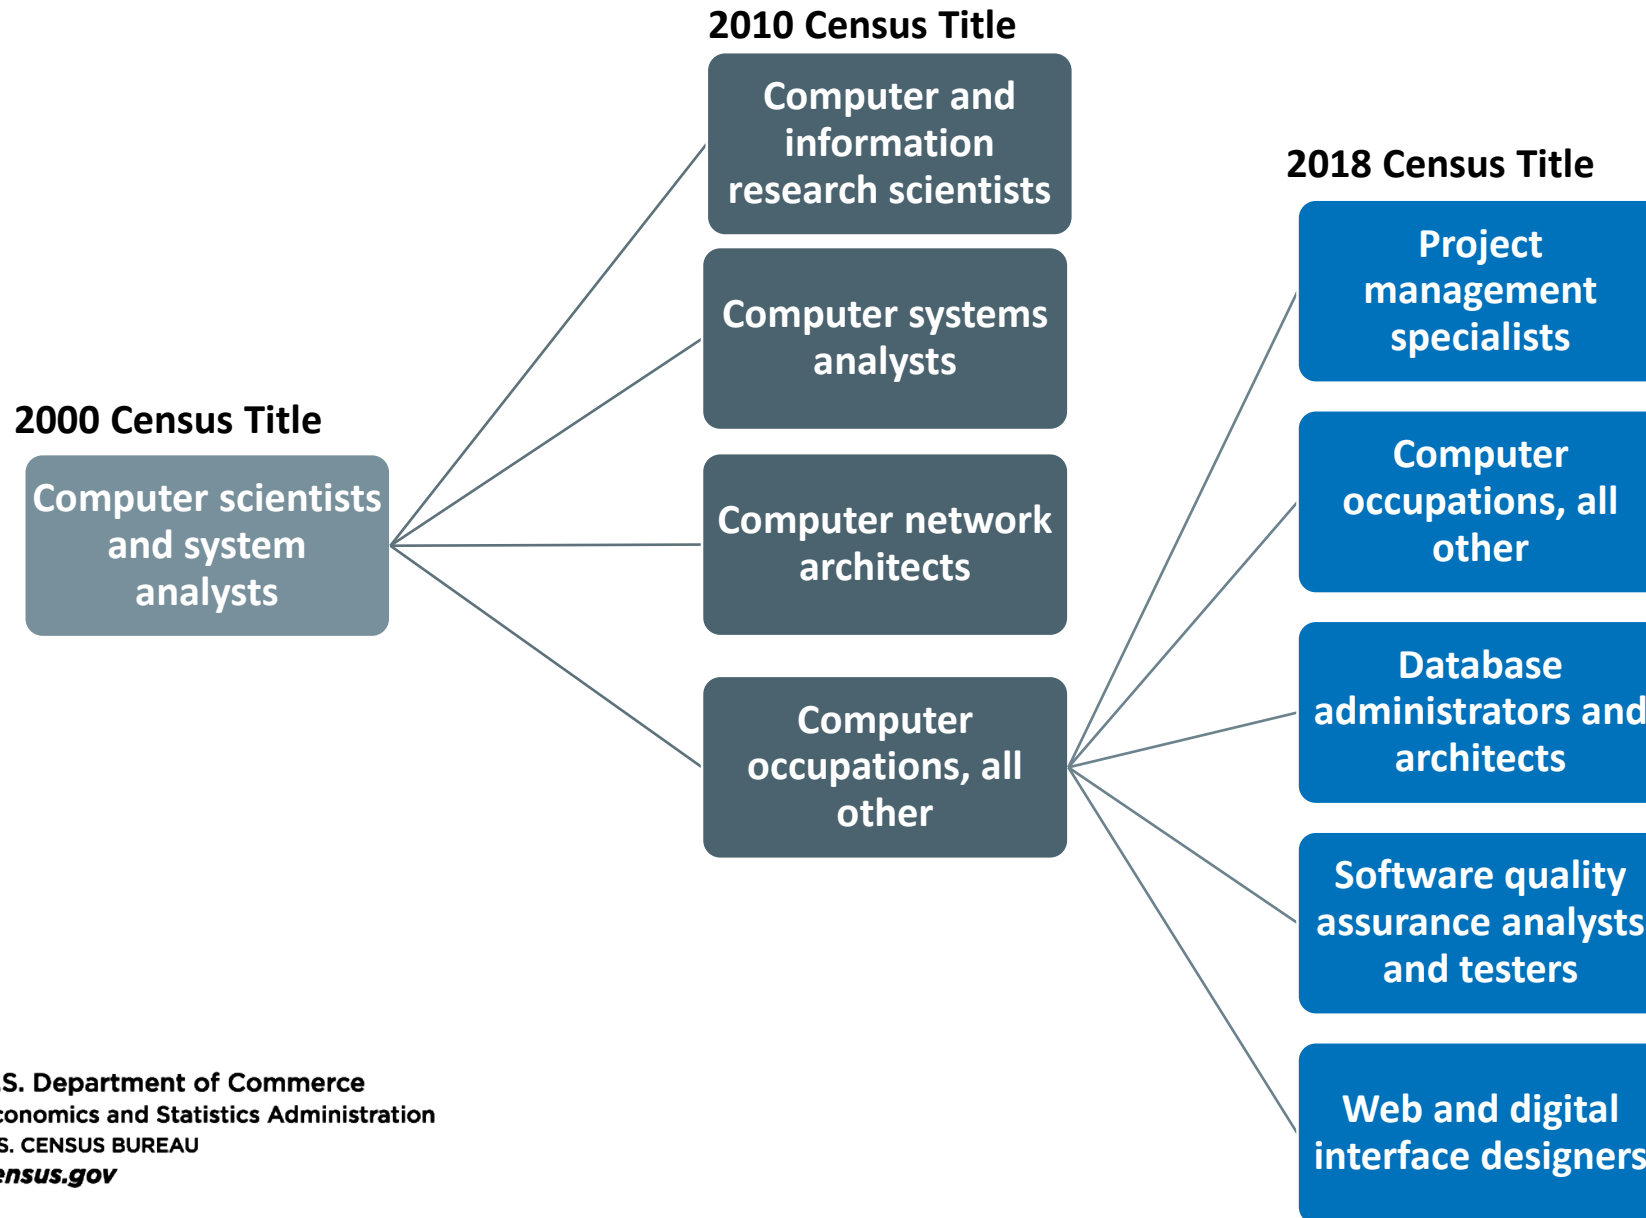 2010 Census Title
Computer and
information
research scientists
Computer systems
analysts
Computer network
architects
Computer
occupations, all
other
2000 Census Title
Computer scientists
and system
analysts
2018 Census Title
Project
management
specialists
Computer
occupations, all
other
Database
administrators and
architects
Software quality
assurance analysts
and testers
Web and digital
interface designers
.S. Department of Commerce
conomics and Statistics Administration
S. CENSUS BUREAU
ensus.gov